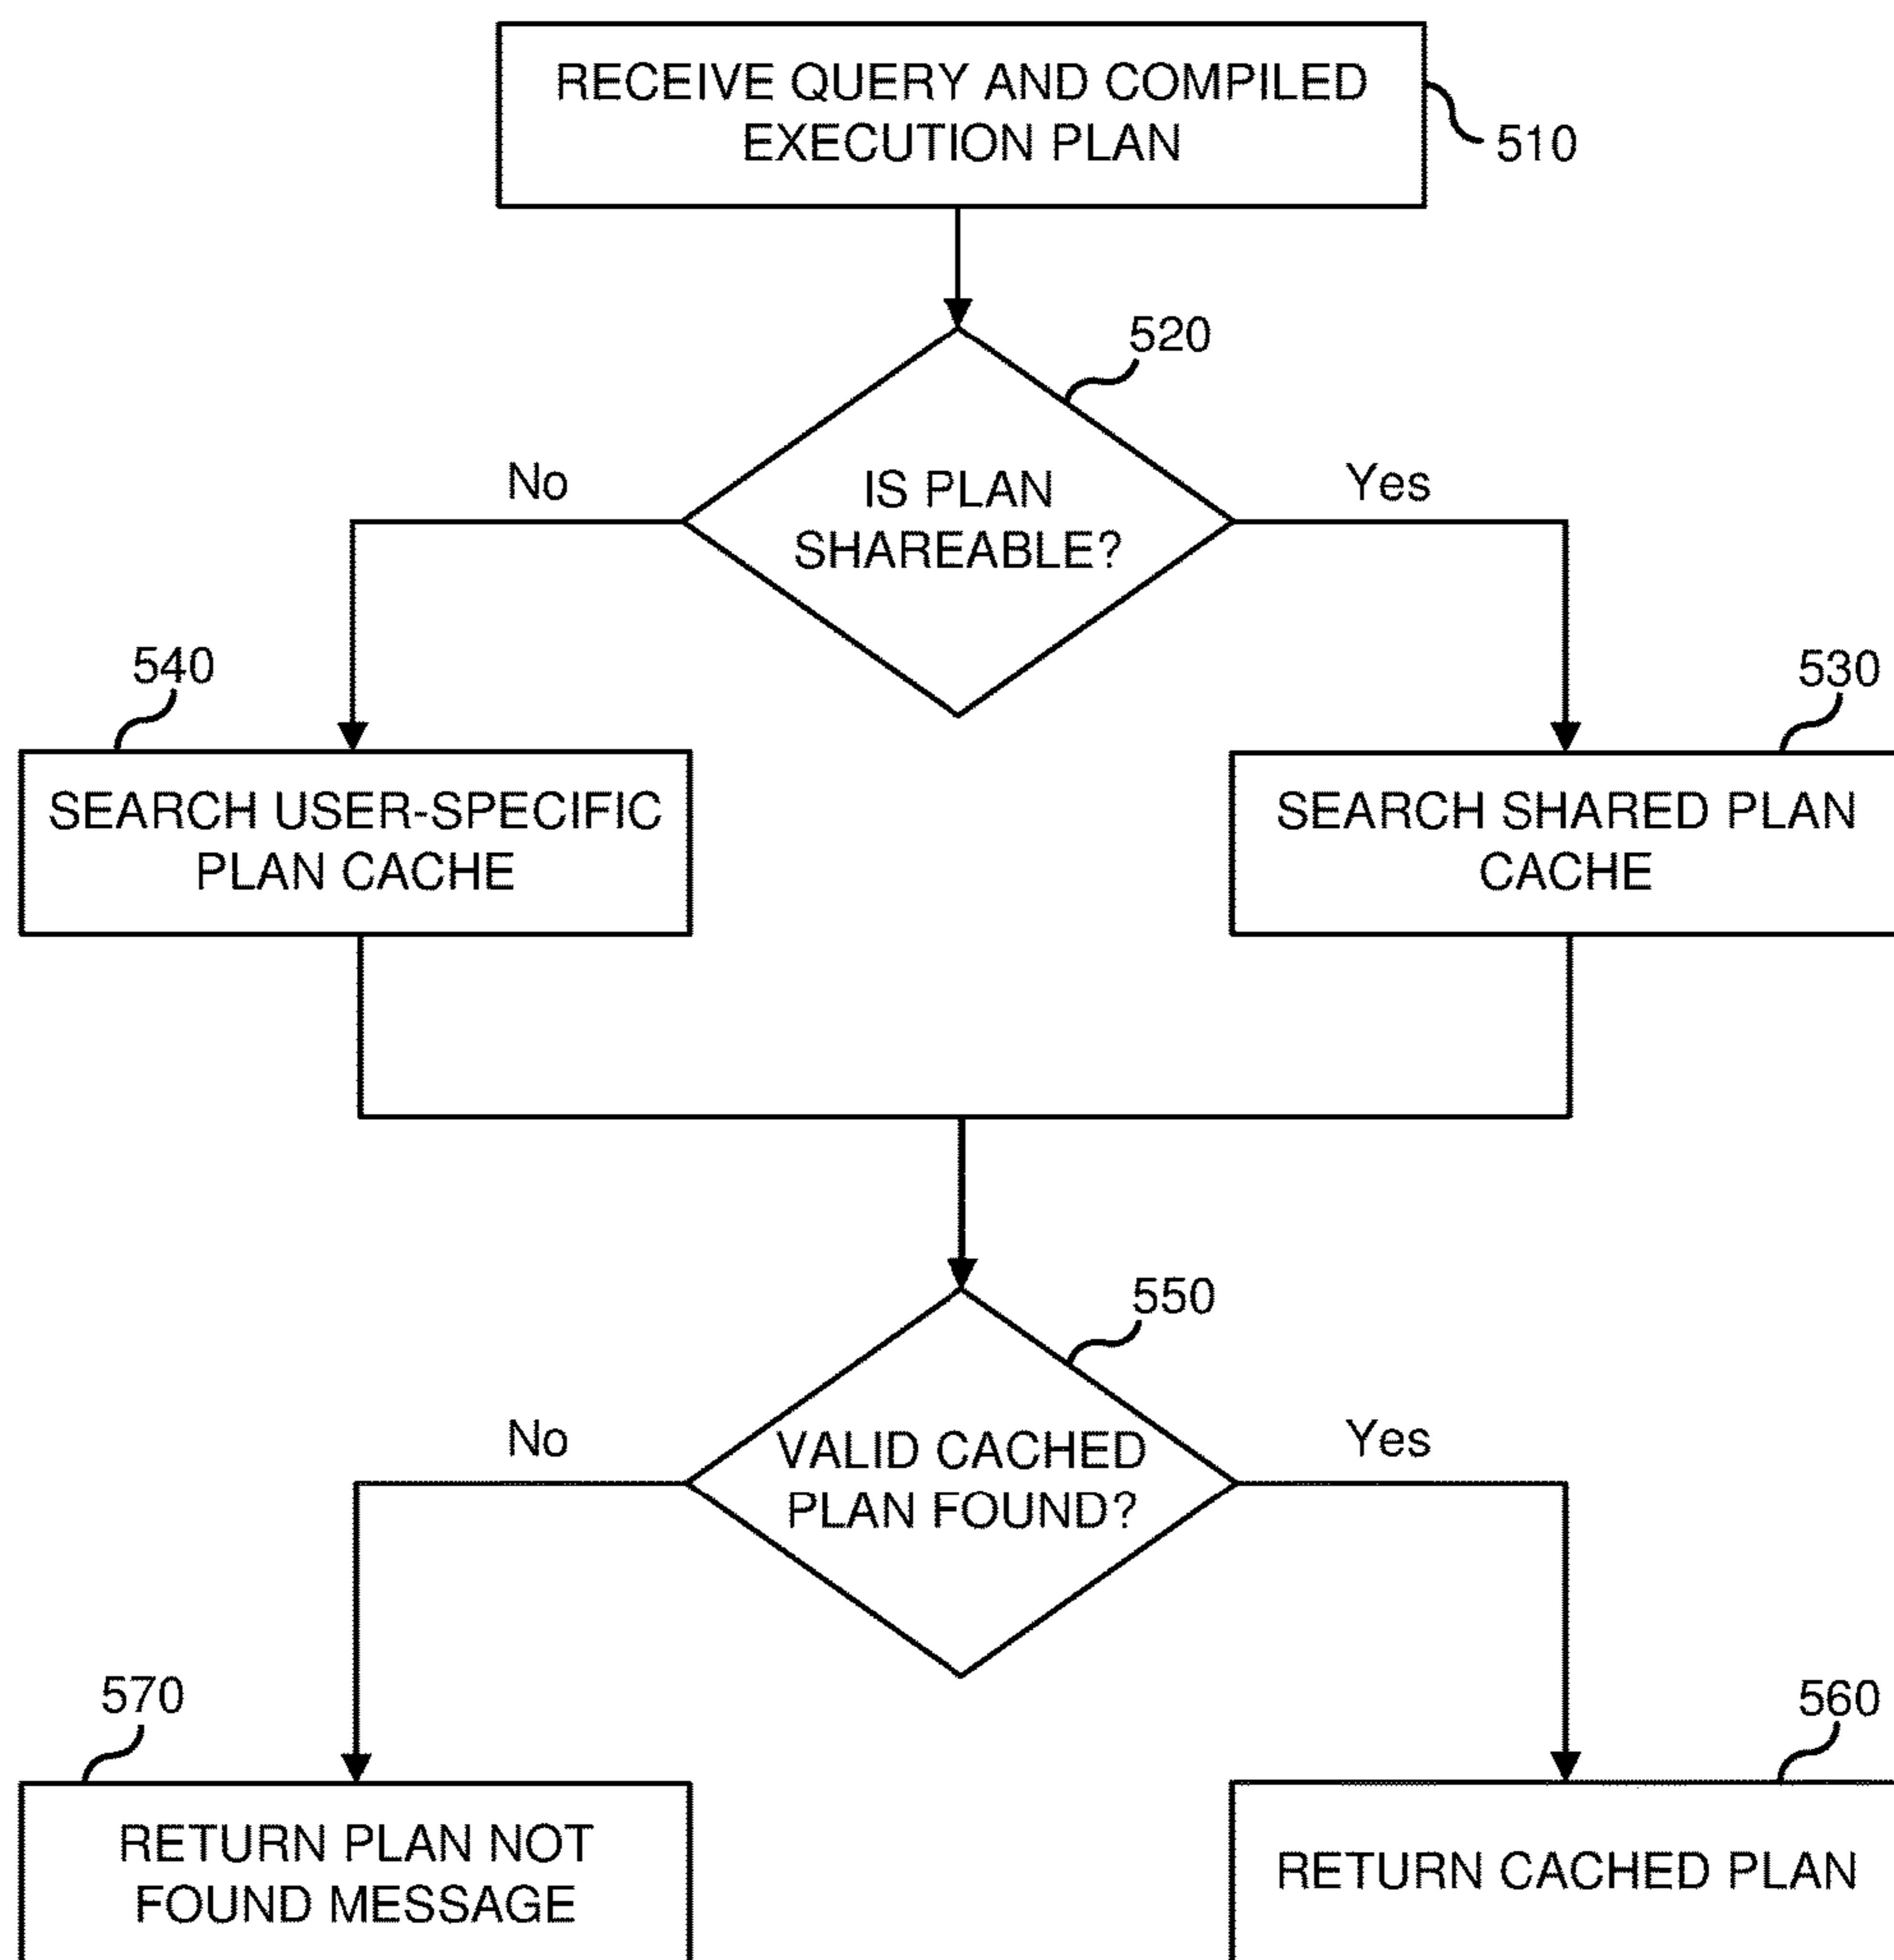 RECEIVE QUERY AND COMPILED
EXECUTION PLAN
510
520
IS PLAN
SHAREABLE?
No
Yes
540
530
SEARCH USER-SPECIFIC
PLAN CACHE
SEARCH SHARED PLAN
CACHE
550
VALID CACHED
PLAN FOUND?
No
Yes
570
560
RETURN PLAN NOT
FOUND MESSAGE
RETURN CACHED PLAN